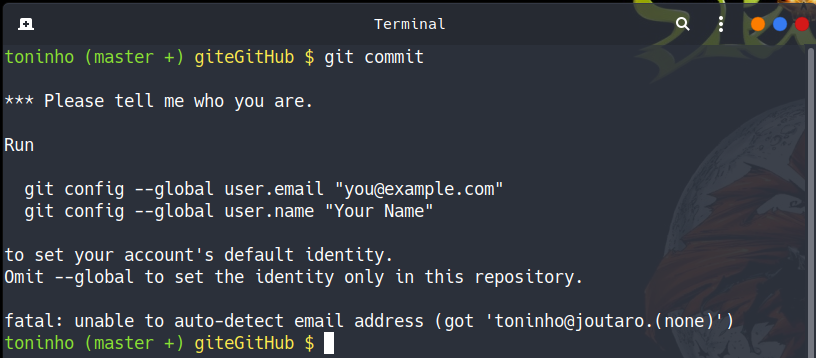 Terminal
toninho (master +) giteGitHub $ git commit
*** Please tell me who you are.
Run
git config --global user.email "you@example.com"
git config --global user.name "Your Name"
to set your account's default identity.
Omit --global to set the identity only in this repository.
fatal: unable to auto-detect email address (got 'toninho@joutaro.(none)')
toninho (master +) giteGitHub $